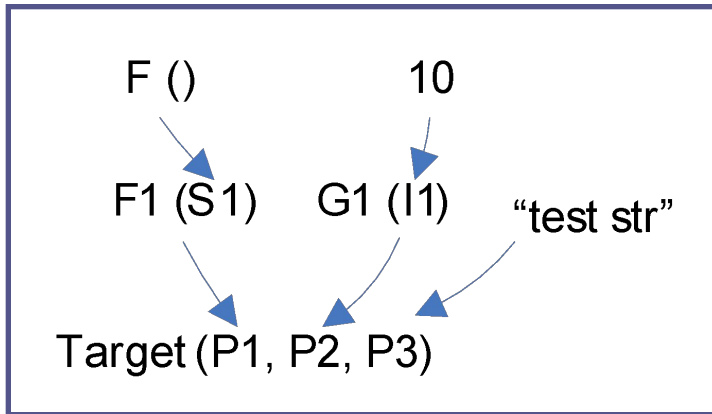 F () 10
F1 (S1) G1 (I1) “test str”
Target (P1, P2, P3)